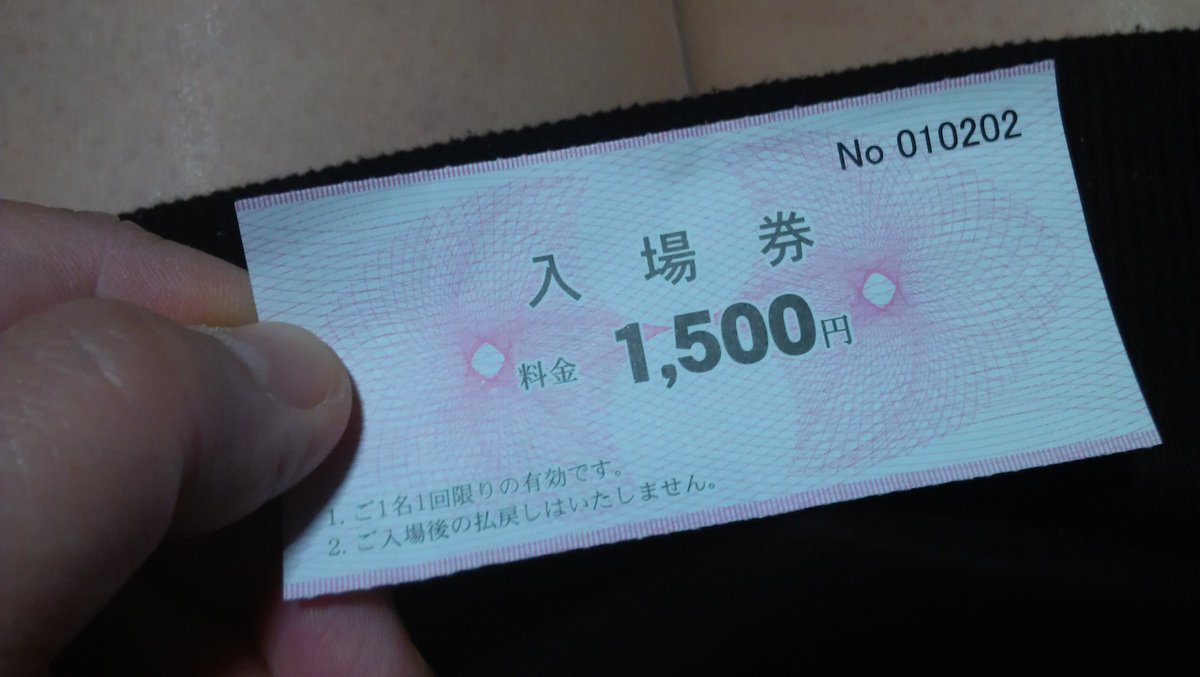 No 010202
入場券
料金 1,500円
1. ご1名1回限りの有効です。
2. ご入場後の払戻しはいたしません。